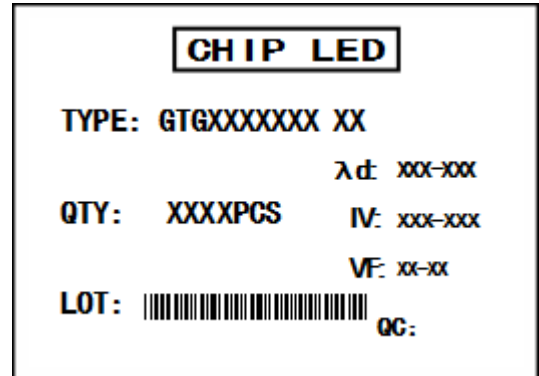 CHIP LED
TYPE: GTGXXXXXXX XX
λd: XXX-XXX
QTY: XXXXPCS
IV: XXX-XXX
VF: XX-XX
LOT:
QC: